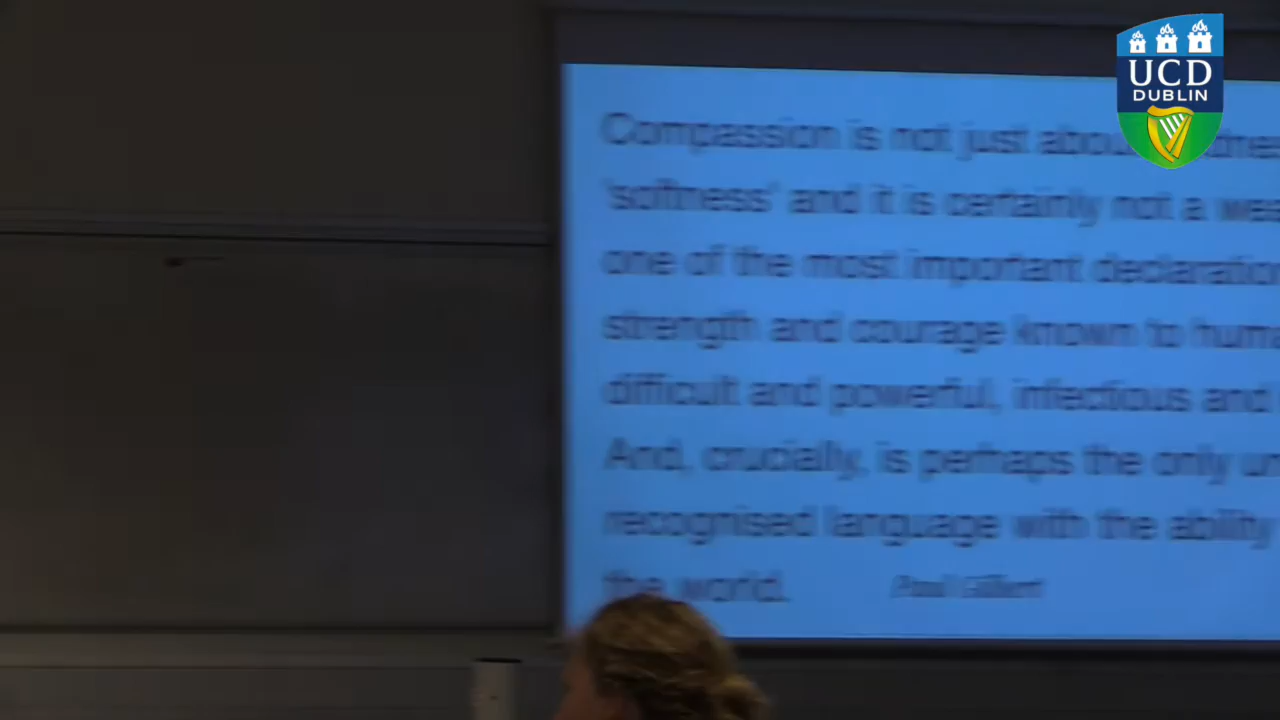 UCD
DUBLIN
Compassion is not just about
'softness' and it is certainly not a
one of the most important
strength and courage known to
difficult and powerful, infectious and
And, crucially, is perhaps the only
recognised language with the ability
the world. Paul Gilbert